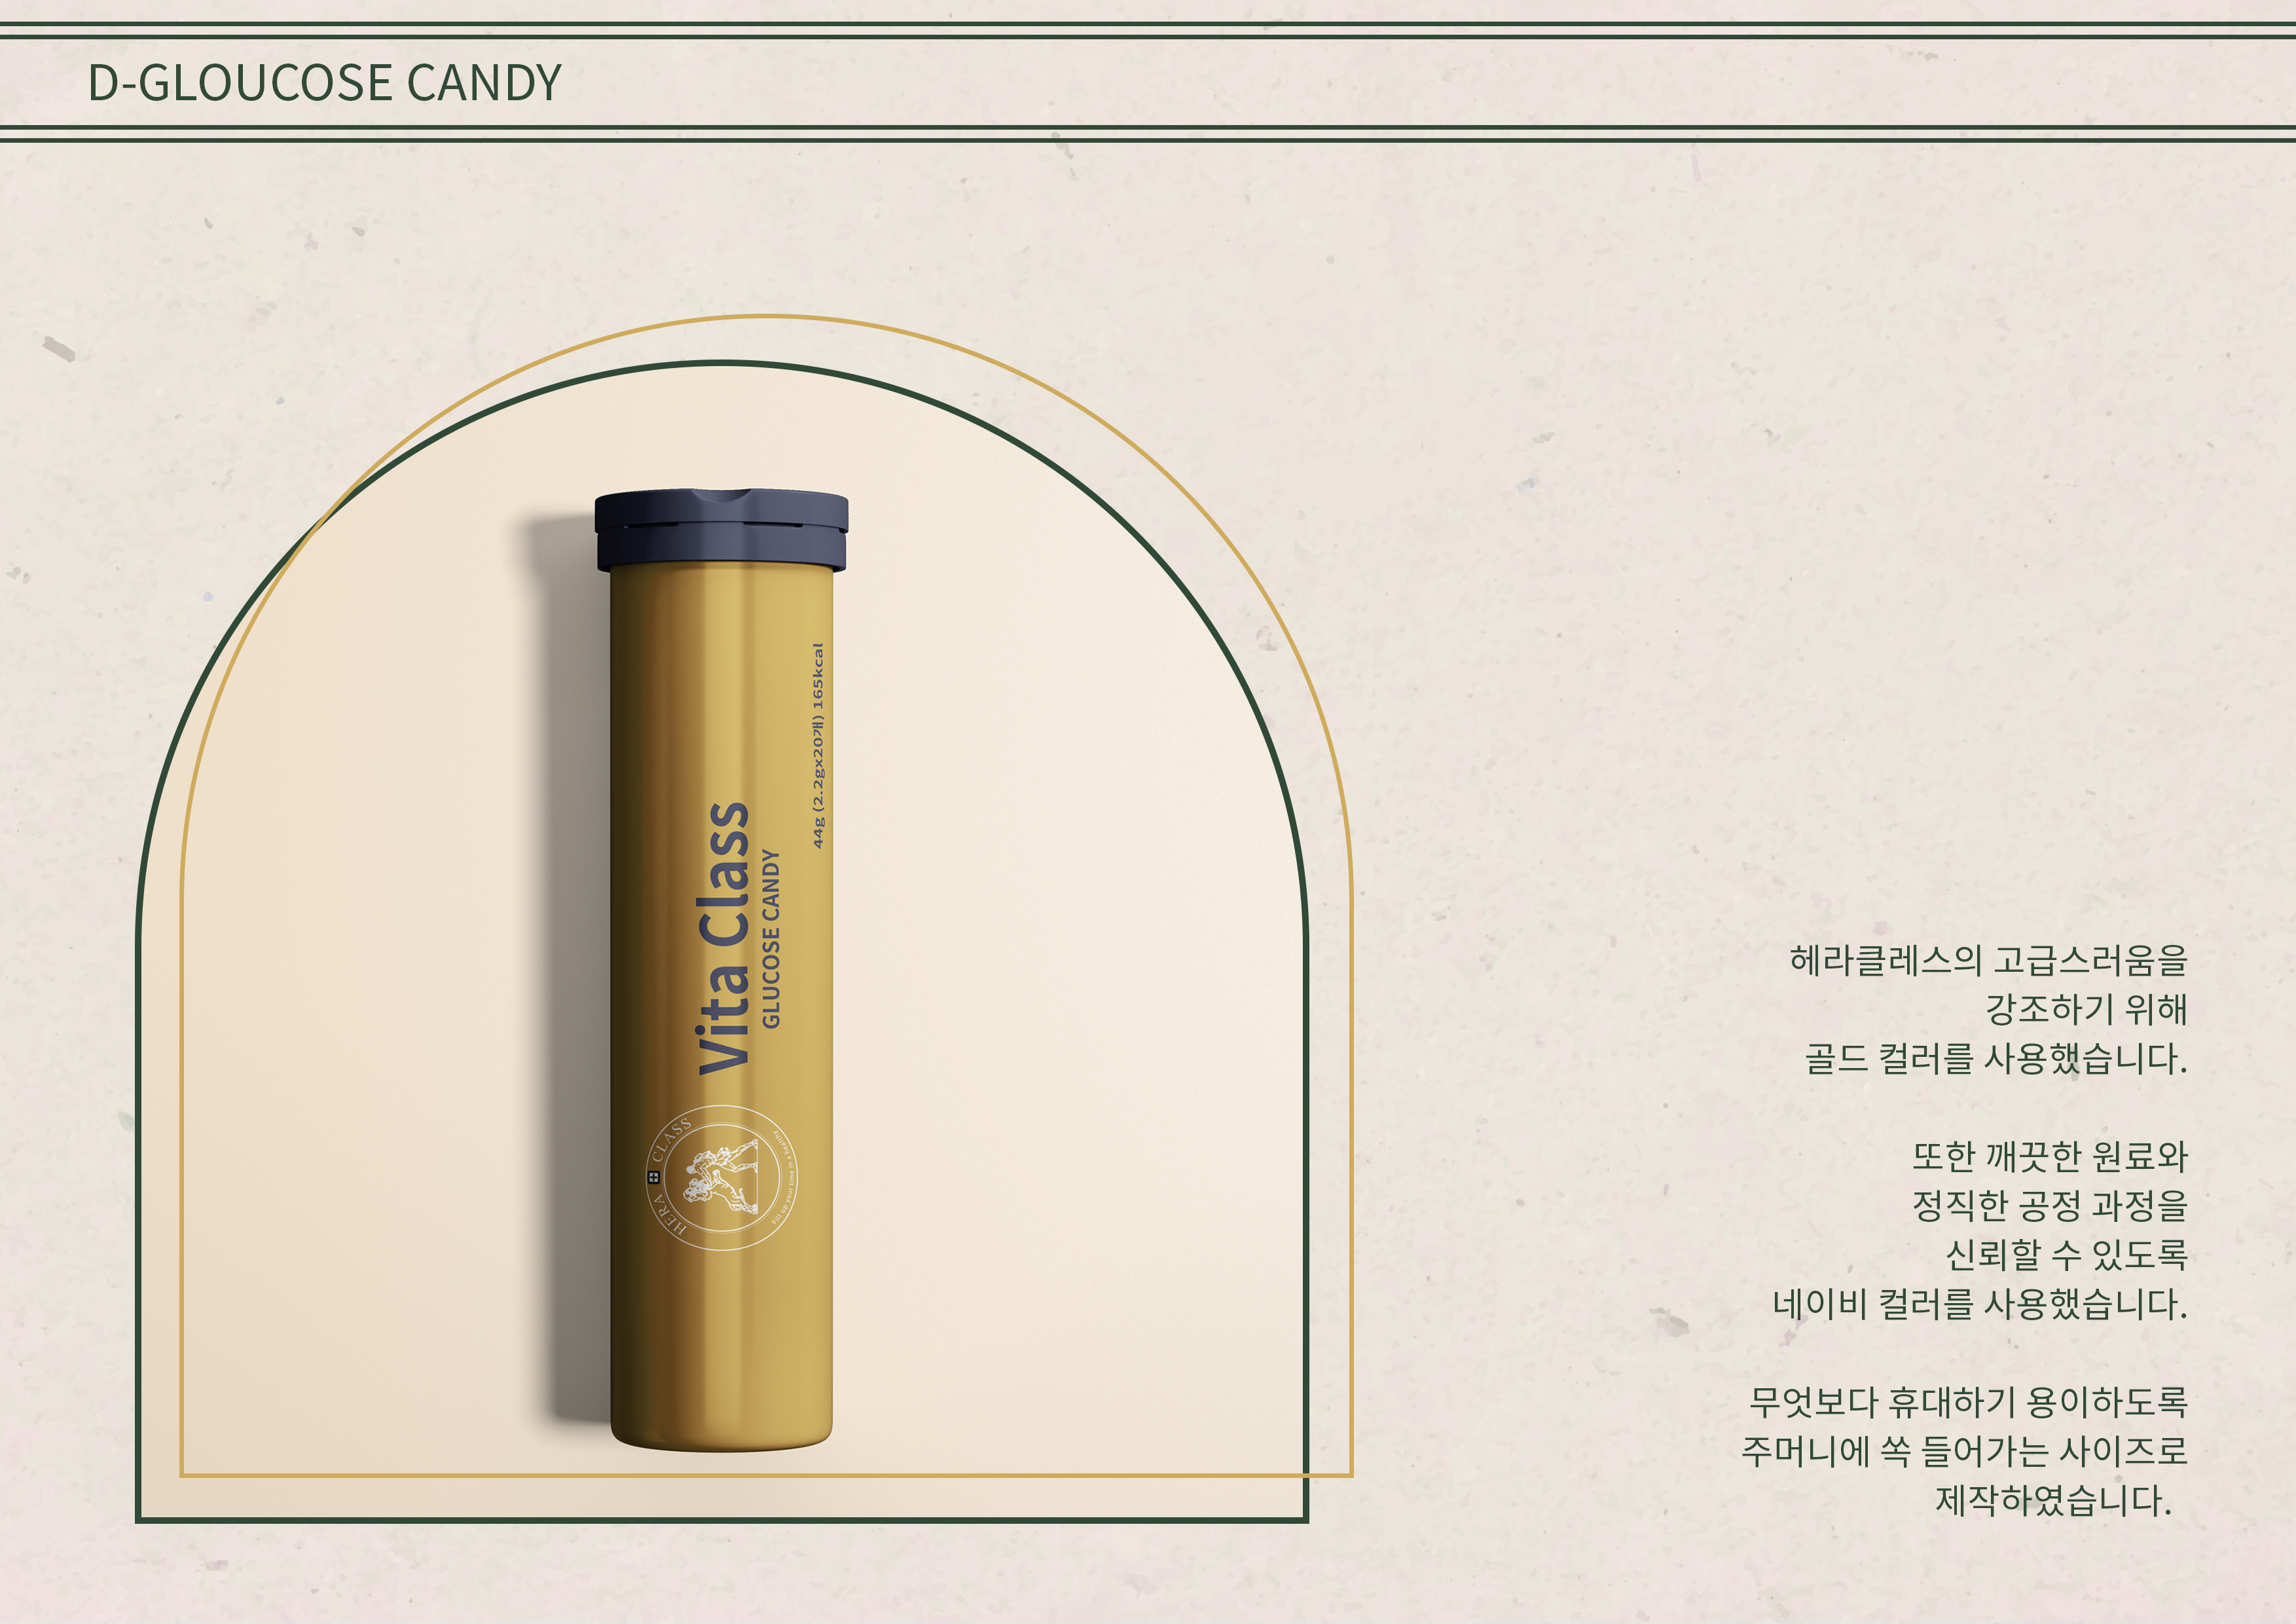 D-GLOUCOSE CANDY
44g (2.2gx20개) 165kcal
Vita Class
GLUCOSE CANDY
HERA CLASS
헤라클레스의 고급스러움을
강조하기 위해
골드 컬러를 사용했습니다.
또한 깨끗한 원료와
정직한 공정 과정을
신뢰할 수 있도록
네이비 컬러를 사용했습니다.
무엇보다 휴대하기 용이하도록
주머니에 쏙 들어가는 사이즈로
제작하였습니다.